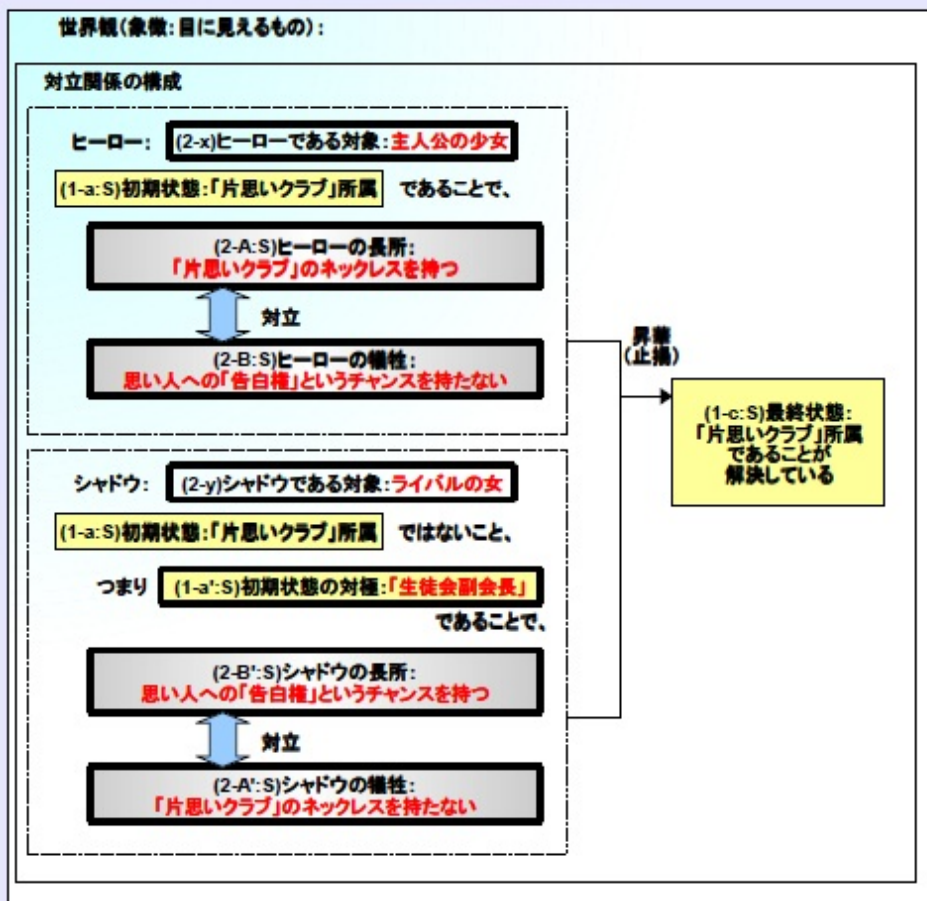 世界観(象徴:目に見えるもの):
対立関係の構成
ヒーロー:
(2-x)ヒーローである対象:主人公の少女
(1-a:S)初期状態:「片思いクラブ」所属
であることで、
(2-A:S)ヒーローの長所:
「片思いクラブ」のネックレスを持つ
対立
(2-B:S)ヒーローの犠牲:
思い人への「告白権」というチャンスを持たない
シャドウ:
(2-y)シャドウである対象:ライバルの女
(1-a:S)初期状態:「片思いクラブ」所属
ではないこと、
つまり
(1-a':S)初期状態の対極:「生徒会副会長」
であることで、
(2-B':S)シャドウの長所:
思い人への「告白権」というチャンスを持つ
対立
(2-A':S)シャドウの犠牲:
「片思いクラブ」のネックレスを持たない
昇華
(止揚)
(1-c:S)最終状態:
「片思いクラブ」所属
であることが
解決している